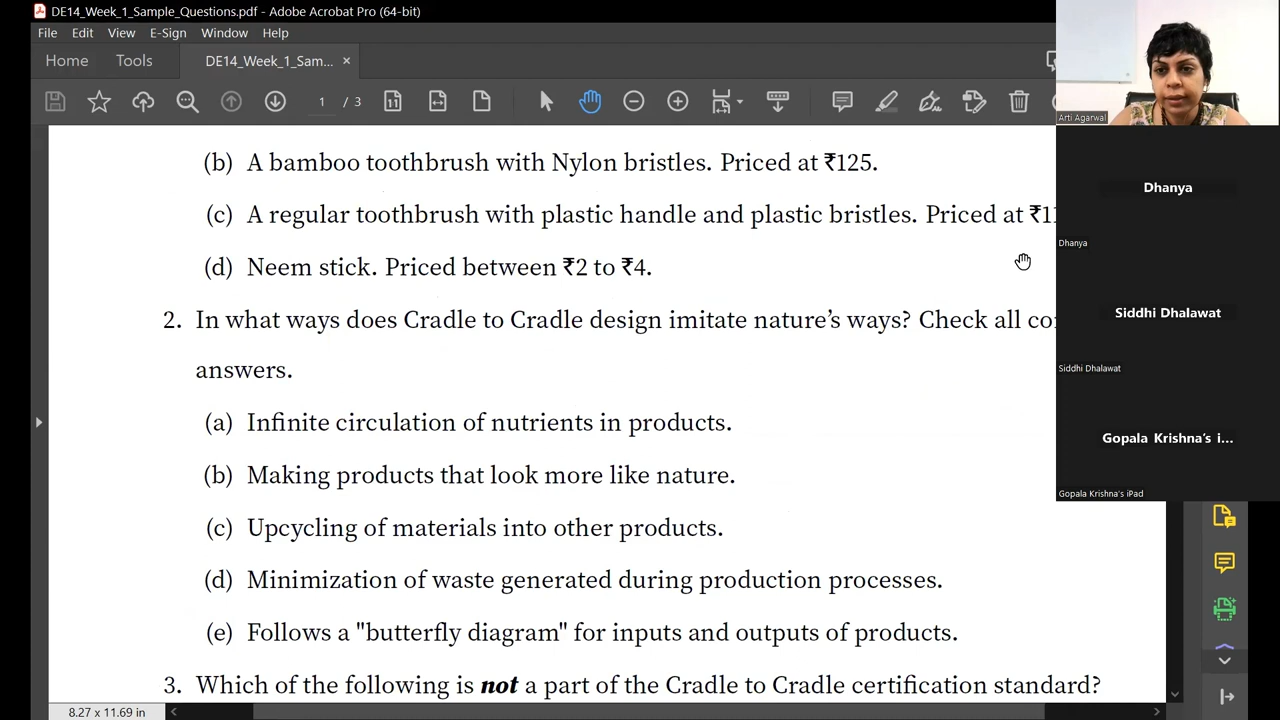 DE14_Week_1_Sample_Questions.pdf - Adobe Acrobat Pro (64-bit)
File Edit View E-Sign Window Help
Home Tools DE14_Week_1_Sam... ×
1 / 3
Arti Agarwal
(b) A bamboo toothbrush with Nylon bristles. Priced at ₹125.
(c) A regular toothbrush with plastic handle and plastic bristles. Priced at
(d) Neem stick. Priced between ₹2 to ₹4.
2. In what ways does Cradle to Cradle design imitate nature’s ways? Check all
answers.
(a) Infinite circulation of nutrients in products.
(b) Making products that look more like nature.
(c) Upcycling of materials into other products.
(d) Minimization of waste generated during production processes.
(e) Follows a "butterfly diagram" for inputs and outputs of products.
3. Which of the following is not a part of the Cradle to Cradle certification standard?
8.27 x 11.69 in
Dhanya
Dhanya
Siddhi Dhalawat
Siddhi Dhalawat
Gopala Krishna’s i...
Gopala Krishna’s iPad